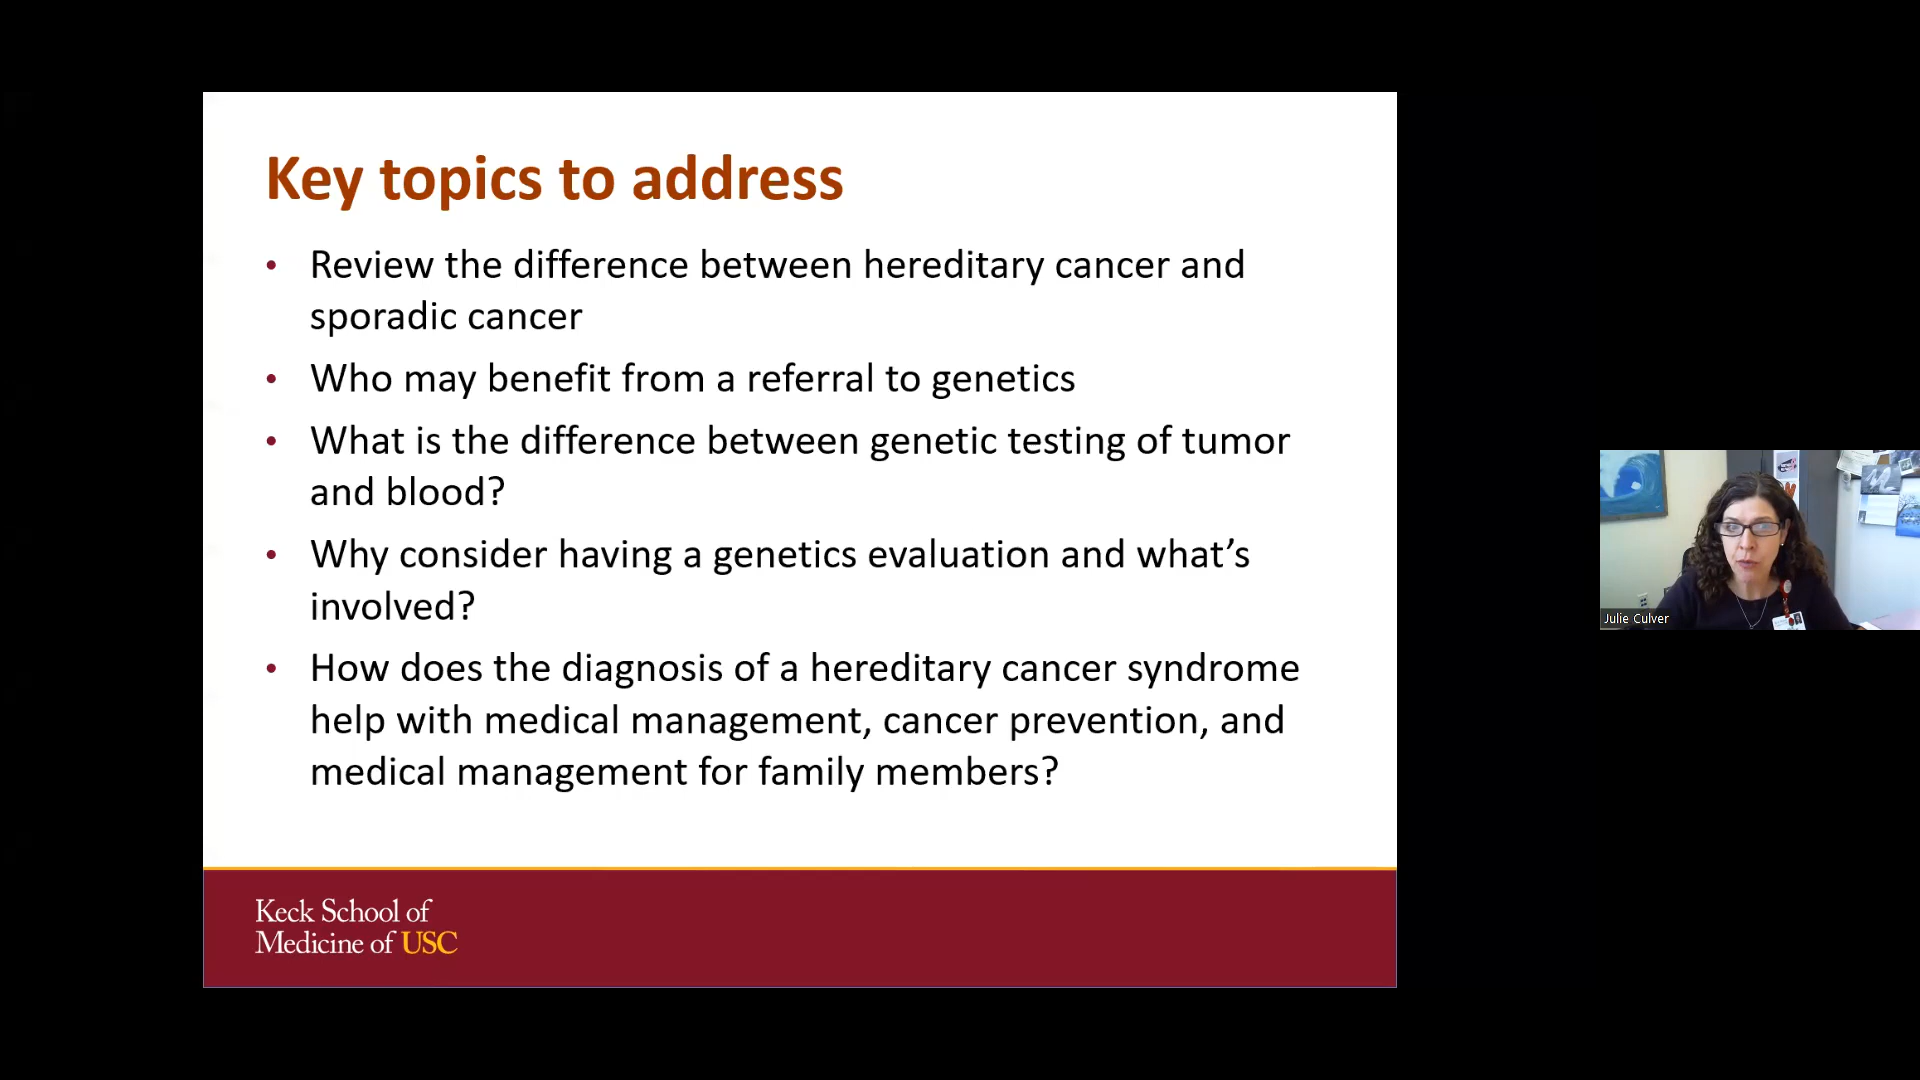 Key topics to address
• Review the difference between hereditary cancer and
sporadic cancer
• Who may benefit from a referral to genetics
• What is the difference between genetic testing of tumor
and blood?
• Why consider having a genetics evaluation and what’s
involved?
• How does the diagnosis of a hereditary cancer syndrome
help with medical management, cancer prevention, and
medical management for family members?
Keck School of
Medicine of USC
Julie Culver